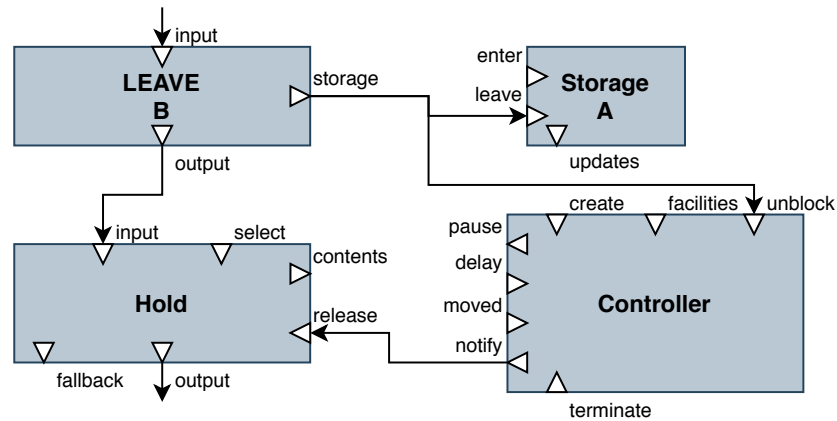 input
LEAVE
B
storage
output
enter
leave
Storage
A
updates
input
select
contents
Hold
release
fallback
output
create
facilities
unblock
pause
delay
moved
notify
Controller
terminate